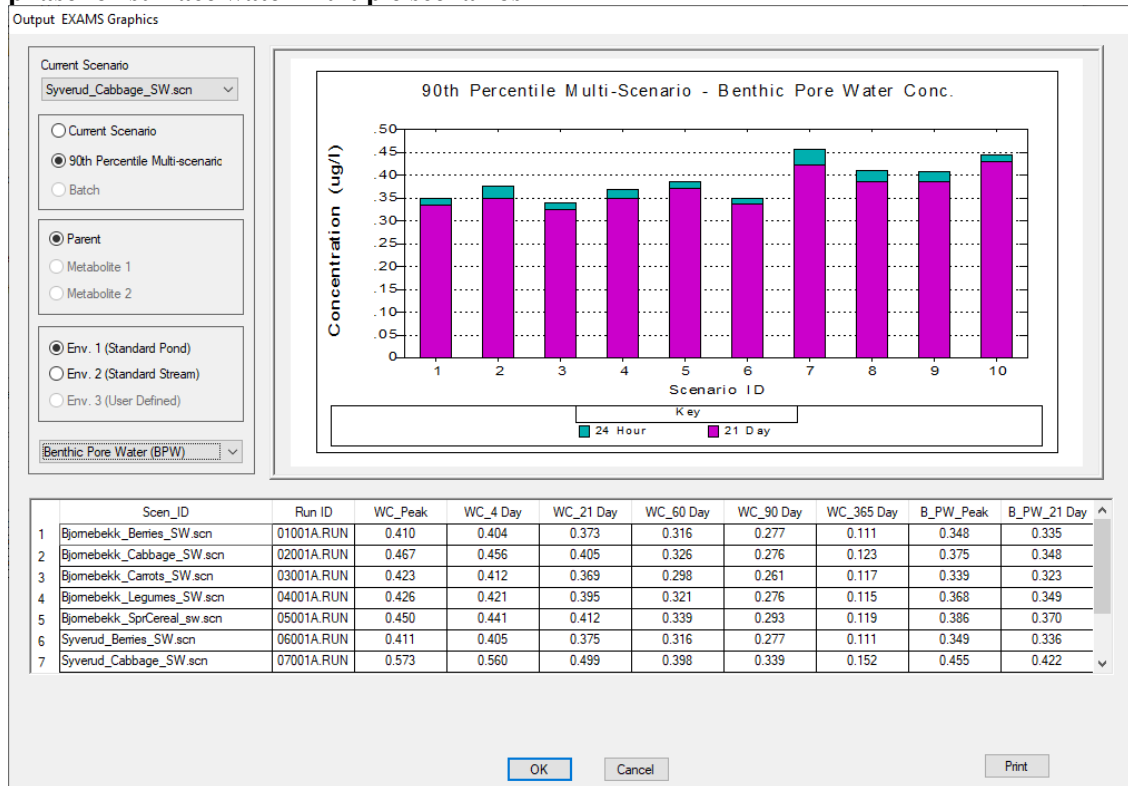 Output EXAMS Graphics
Current Scenario
Syverud_Cabbage_SW.scn
Current Scenario
90th Percentile Multi-scenaric
Batch
Parent
Metabolite 1
Metabolite 2
Env. 1 (Standard Pond)
Env. 2 (Standard Stream)
Env. 3 (User Defined)
Benthic Pore Water (BPW)
90th Percentile Multi-Scenario - Benthic Pore Water Conc.
Concentration (ug/l)
.50
.45
.40
.35
.30
.25
.20
.15
.10
.05
0
1 2 3 4 5 6 7 8 9 10
Scenario ID
Key
24 Hour 21 Day
Scen_ID Run ID WC_Peak WC_4 Day WC_21 Day WC_60 Day WC_90 Day WC_365 Day B_PW_Peak B_PW_21 Day
1 Bjornebekk_Berries_SW.scn 01001A.RUN 0.410 0.404 0.373 0.316 0.277 0.111 0.348 0.335
2 Bjornebekk_Cabbage_SW.scn 02001A.RUN 0.467 0.456 0.405 0.326 0.276 0.123 0.375 0.348
3 Bjornebekk_Carrots_SW.scn 03001A.RUN 0.423 0.412 0.369 0.298 0.261 0.117 0.339 0.323
4 Bjornebekk_Legumes_SW.scn 04001A.RUN 0.426 0.421 0.395 0.321 0.276 0.115 0.368 0.349
5 Bjornebekk_SprCereal_sw.scn 05001A.RUN 0.450 0.441 0.412 0.339 0.293 0.119 0.386 0.370
6 Syverud_Berries_SW.scn 06001A.RUN 0.411 0.405 0.375 0.316 0.277 0.111 0.349 0.336
7 Syverud_Cabbage_SW.scn 07001A.RUN 0.573 0.560 0.499 0.398 0.339 0.152 0.455 0.422
OK Cancel Print